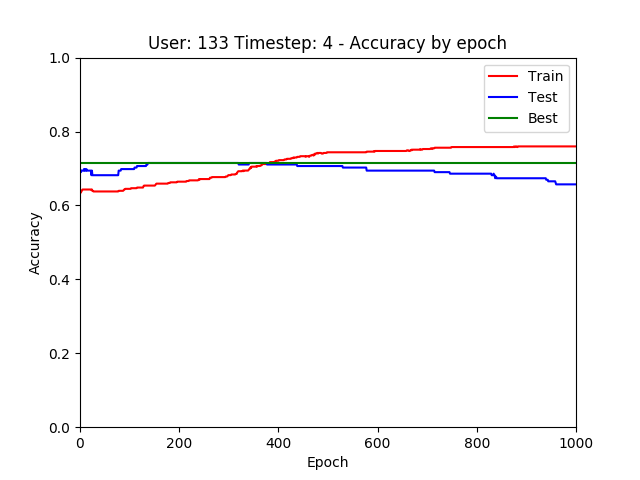 User: 133 Timestep: 4 - Accuracy by epoch
1.0
0.8
0.6
0.4
0.2
0.0
Accuracy
Train
Test
Best
0 200 400 600 800 1000
Epoch